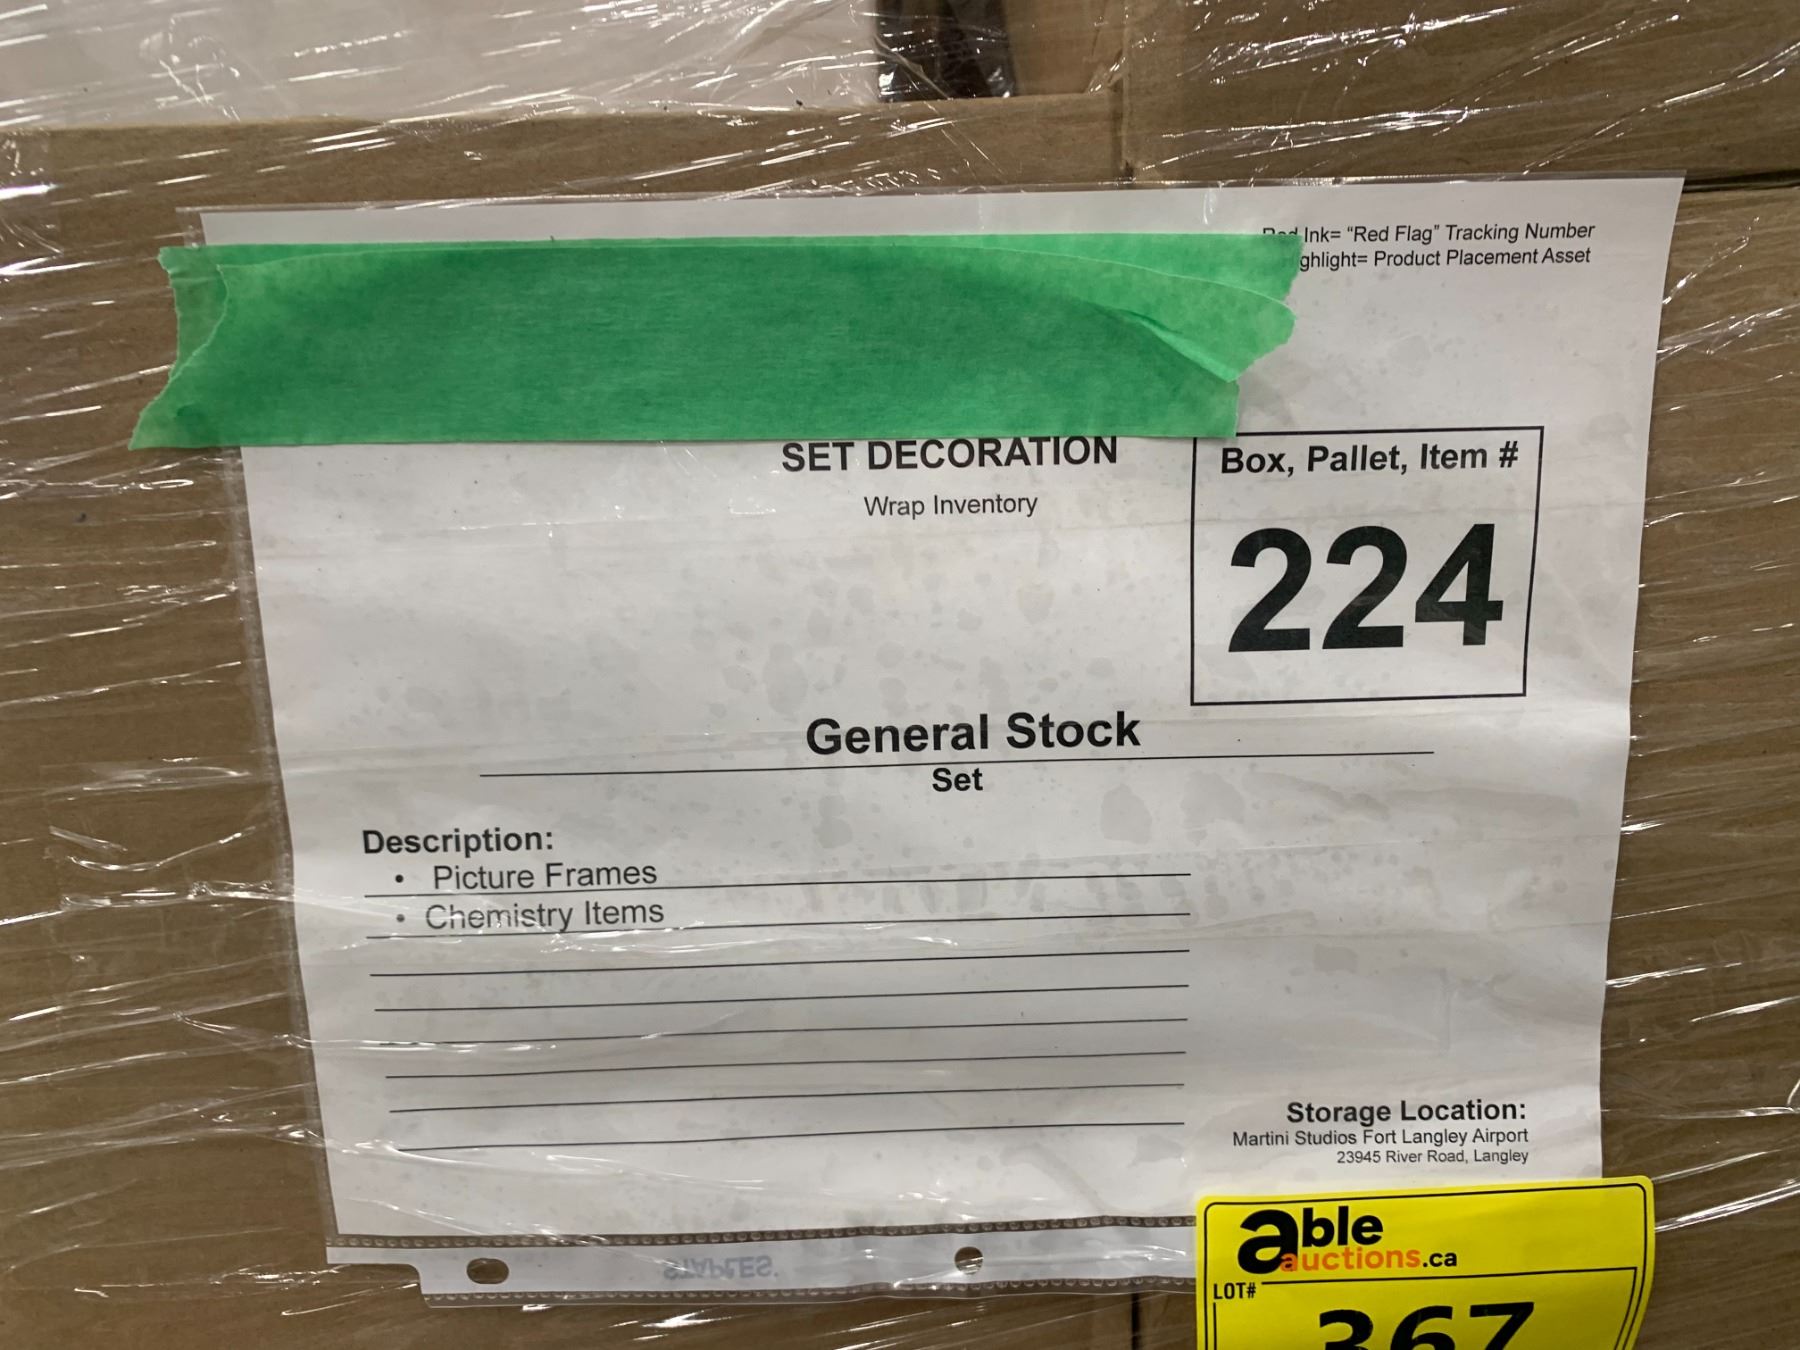 Ink= "Red Flag" Tracking Number
Product Placement Asset
SET DECORATION
Wrap Inventory
Box, Pallet, Item #
224
General Stock
Set
Description:
• Picture Frames
• Chemistry Items
Storage Location:
Martini Studios Fort Langley Airport
23945 River Road, Langley
STAPLES.
able
auctions.ca
LOT#
367